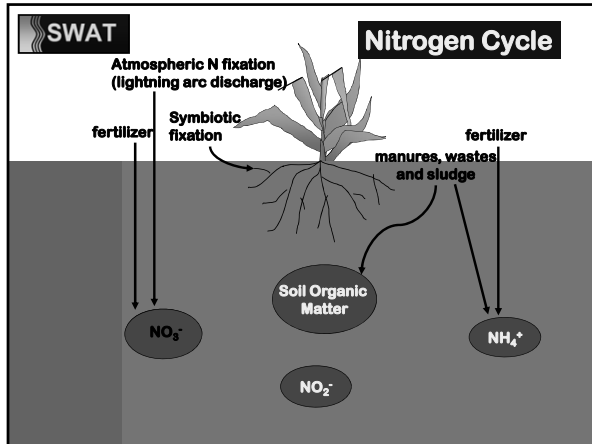 SWAT
Nitrogen Cycle
Atmospheric N fixation
(lightning arc discharge)
Symbiotic
fixation
fertilizer
fertilizer
manures, wastes
and sludge
Soil Organic
Matter
NO₃⁻
NH₄⁺
NO₂⁻